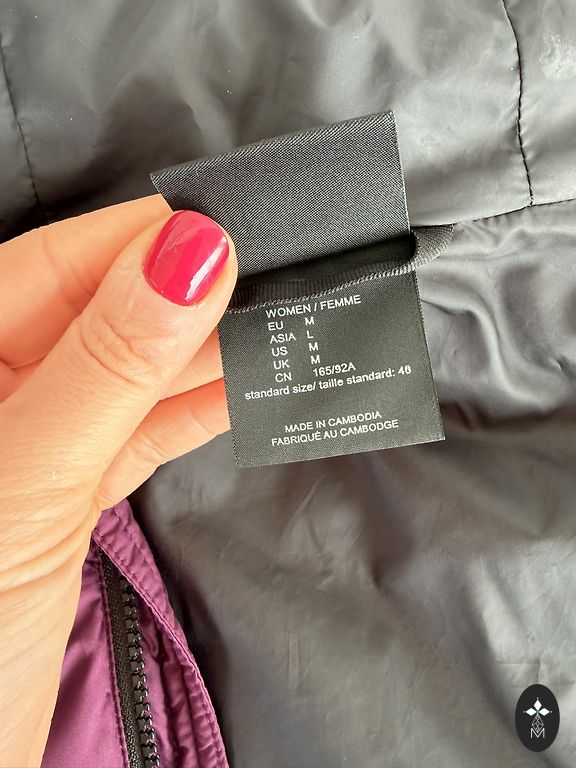 WOMEN / FEMME
EU M
ASIA L
US M
UK M
CN 165/92A
standard size/ taille standard: 40
MADE IN CAMBODIA
FABRIQUÉ AU CAMBODGE
M